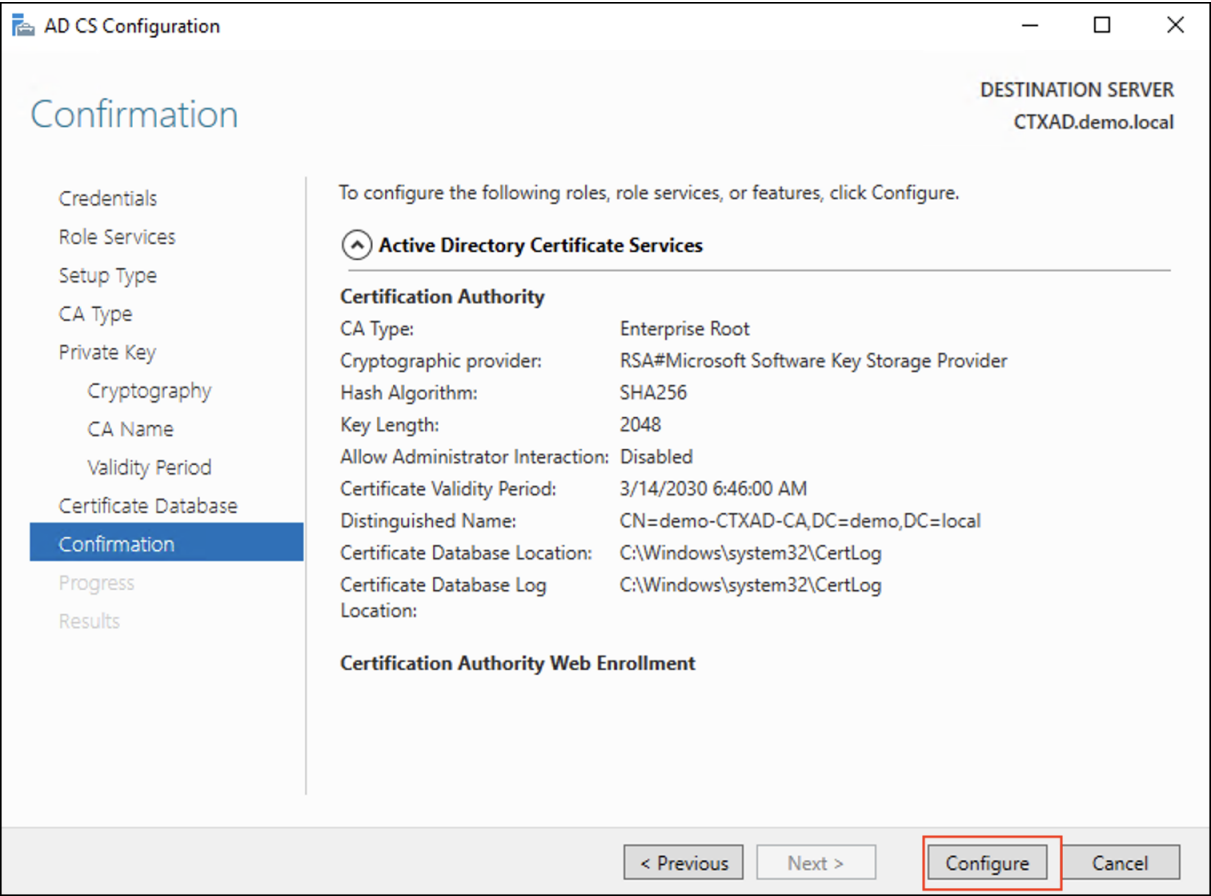 AD CS Configuration
Confirmation
DESTINATION SERVER
CTXAD.demo.local
Credentials
Role Services
Setup Type
CA Type
Private Key
Cryptography
CA Name
Validity Period
Certificate Database
Confirmation
Progress
Results
To configure the following roles, role services, or features, click Configure.
Active Directory Certificate Services
Certification Authority
CA Type: Enterprise Root
Cryptographic provider: RSA#Microsoft Software Key Storage Provider
Hash Algorithm: SHA256
Key Length: 2048
Allow Administrator Interaction: Disabled
Certificate Validity Period: 3/14/2030 6:46:00 AM
Distinguished Name: CN=demo-CTXAD-CA,DC=demo,DC=local
Certificate Database Location: C:\Windows\system32\CertLog
Certificate Database Log C:\Windows\system32\CertLog
Location:
Certification Authority Web Enrollment
< Previous Next > Configure Cancel